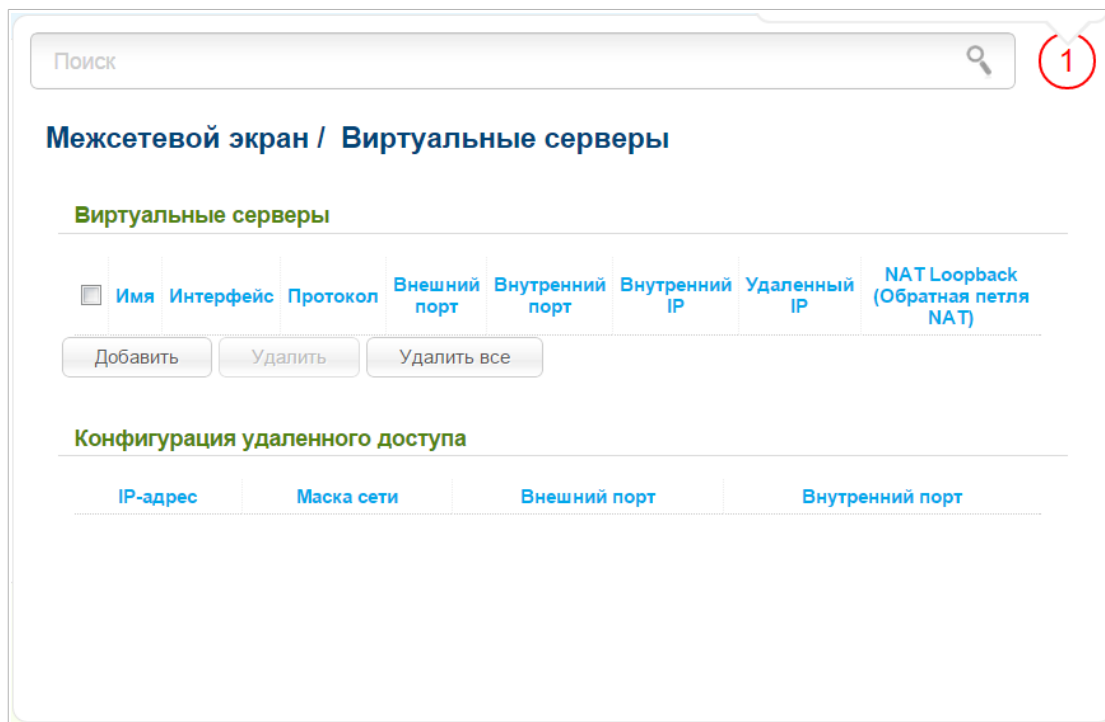 Поиск
1
Межсетевой экран / Виртуальные серверы
Виртуальные серверы
Имя Интерфейс Протокол Внешний порт Внутренний порт Внутренний IP Удаленный IP NAT Loopback (Обратная петля NAT)
Добавить Удалить Удалить все
Конфигурация удаленного доступа
IP-адрес Маска сети Внешний порт Внутренний порт